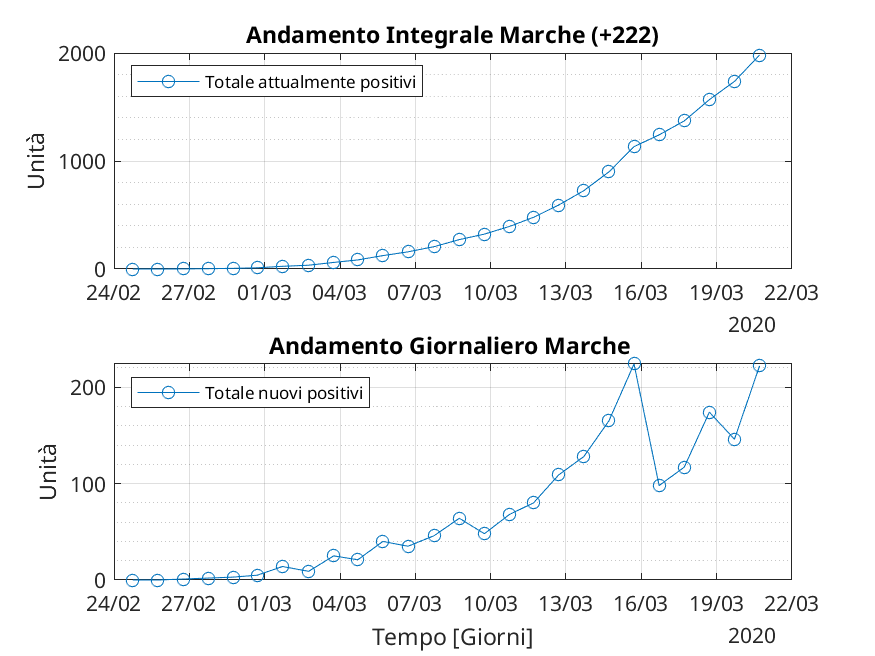 Andamento Integrale Marche (+222)
2000
Totale attualmente positivi
1000
Unità
0
24/02 27/02 01/03 04/03 07/03 10/03 13/03 16/03 19/03 22/03
2020
Andamento Giornaliero Marche
Totale nuovi positivi
200
Unità
100
0
24/02 27/02 01/03 04/03 07/03 10/03 13/03 16/03 19/03 22/03
Tempo [Giorni]
2020